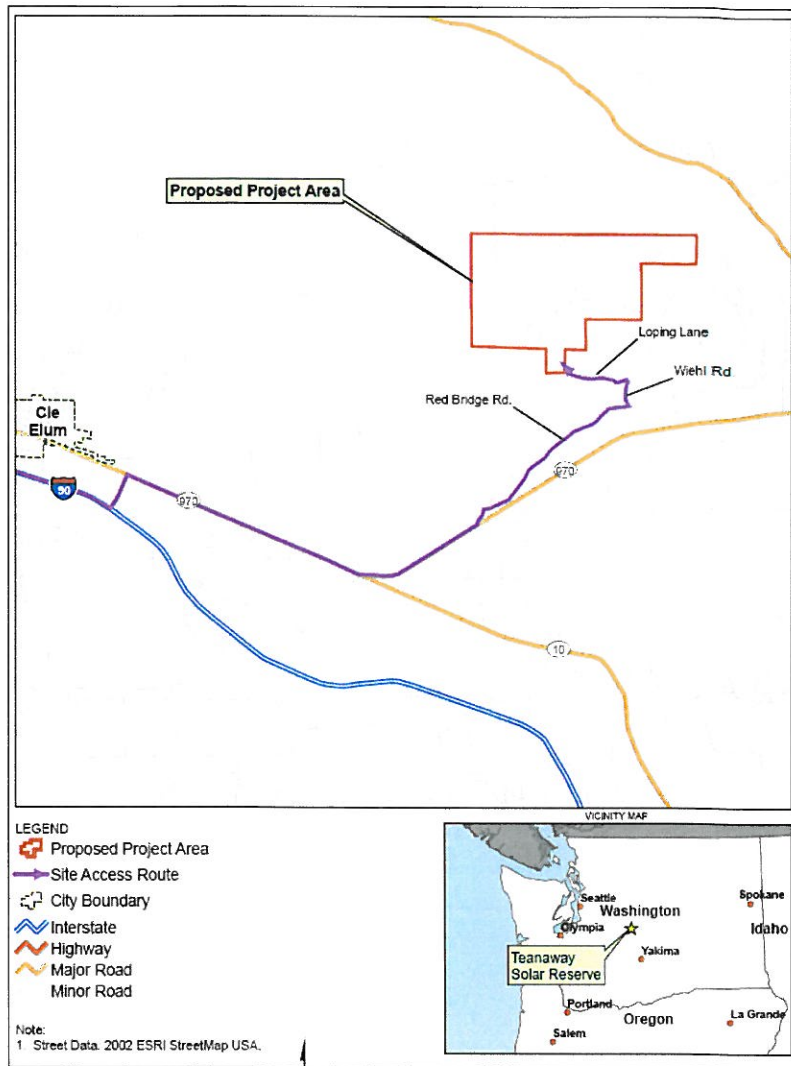 Proposed Project Area
Loping Lane
Wiehl Rd
Red Bridge Rd.
Cle
Elum
90
970
970
10
LEGEND
Proposed Project Area
Site Access Route
City Boundary
Interstate
Highway
Major Road
Minor Road
Note:
1. Street Data. 2002 ESRI StreetMap USA.
VICINITY MAP
Seattle
Spokane
Washington
Olympia
Idaho
Teanaway
Solar Reserve
Yakima
Portland
Oregon
La Grande
Salem